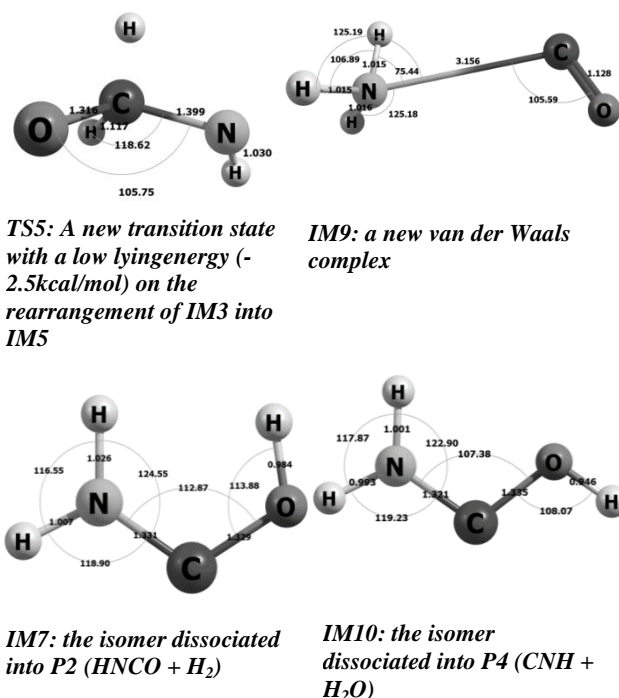 H
1.316
C
1.399
O
H
1.117
N
118.62
1.030
H
105.75
TS5: A new transition state
with a low lyingenergy (-
2.5kcal/mol) on the
rearrangement of IM3 into
IM5
125.19
H
106.89
1.015
75.44
3.156
C
H
1.015
N
1.128
1.016
105.59
H
125.18
O
IM9: a new van der Waals
complex
H
H
116.55
1.026
124.55
0.984
112.87
113.88
N
O
H
1.007
1.331
1.329
118.90
C
IM7: the isomer dissociated
into P2 (HNCO + H₂)
H
117.87
1.001
122.90
107.38
N
O
0.993
0.946
H
1.321
1.335
H
119.23
C
108.07
IM10: the isomer
dissociated into P4 (CNH +
H₂O)